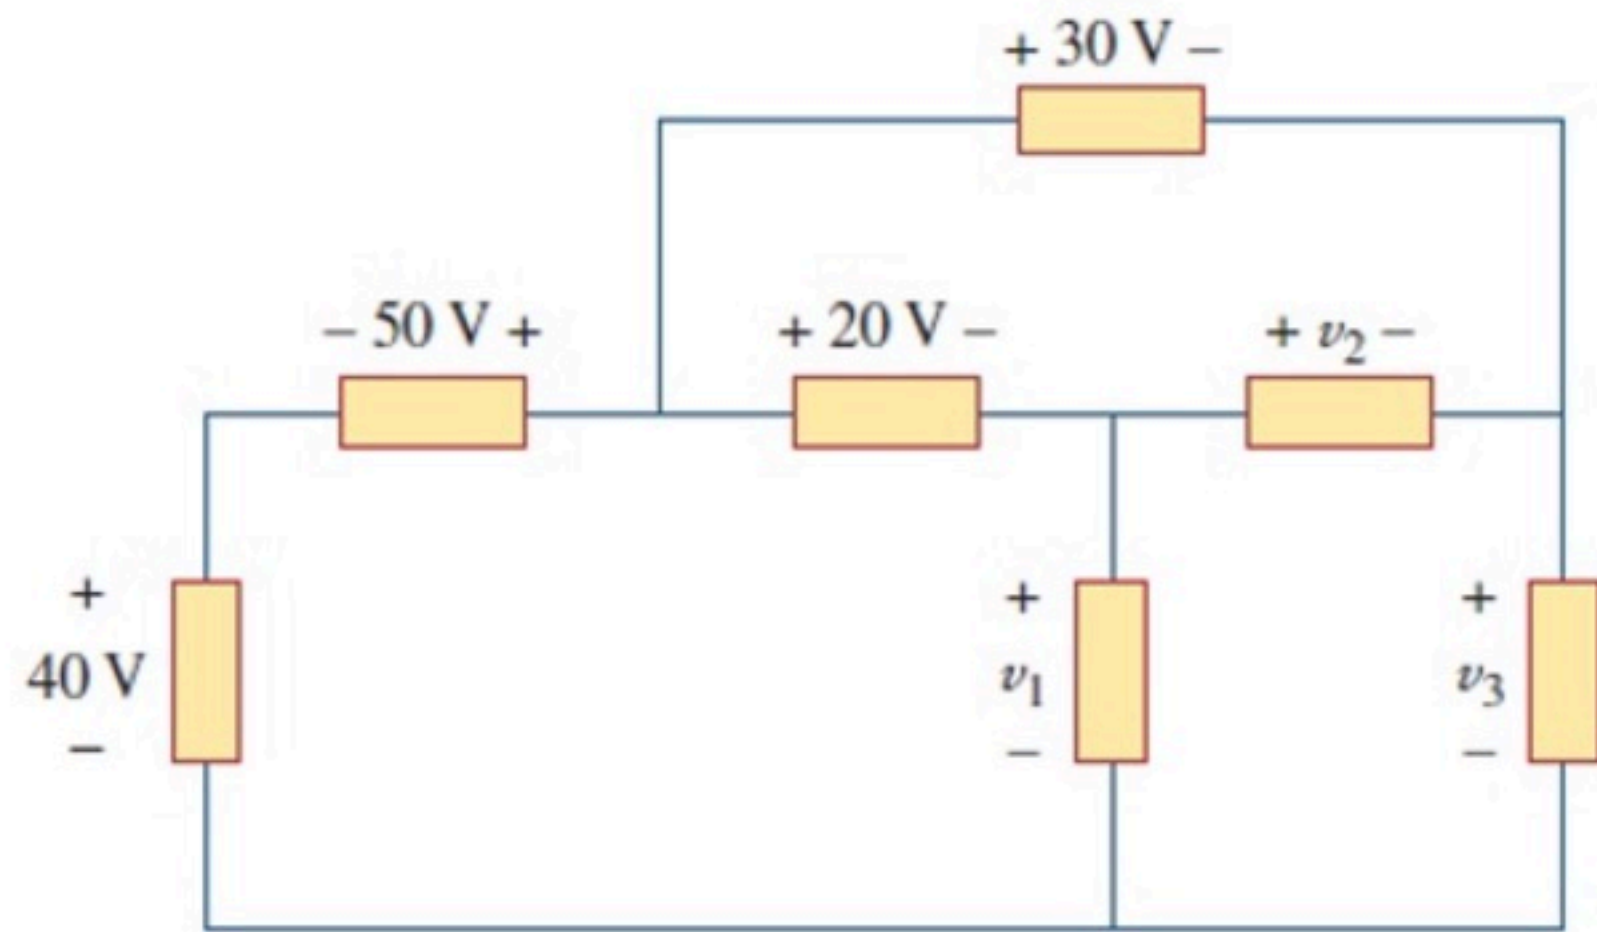 + 30 V –
– 50 V +
+ 20 V –
+ v₂ –
+
40 V
–
+
v₁
–
+
v₃
–